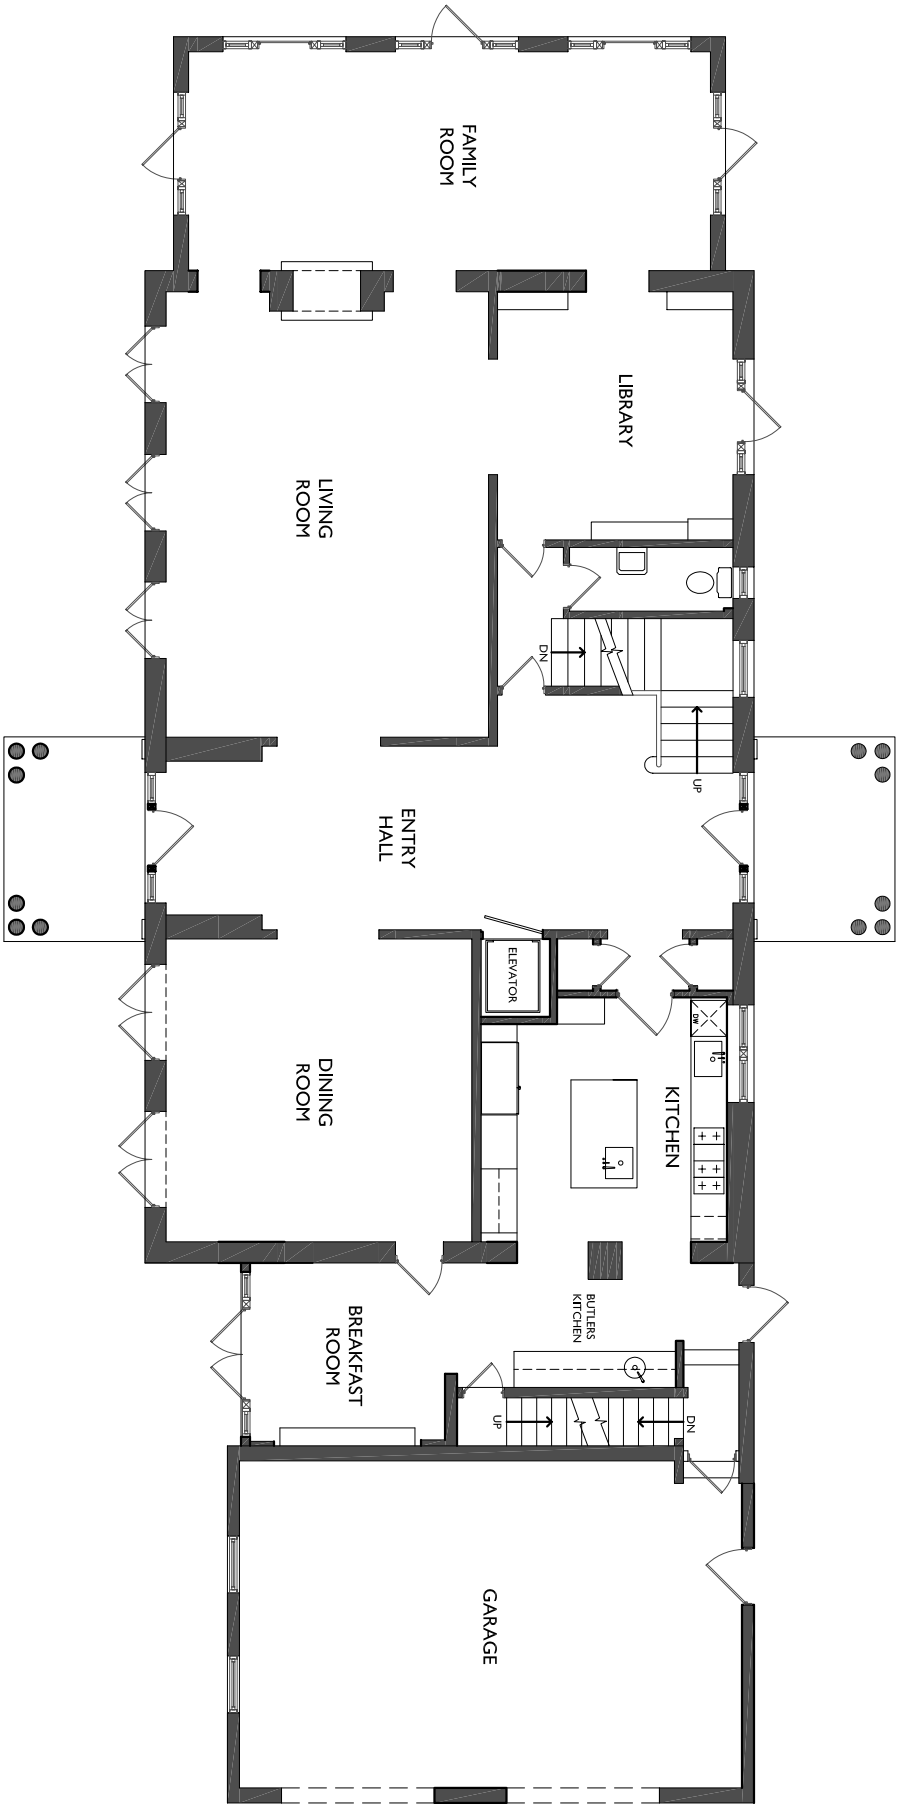 FAMILY
ROOM
LIBRARY
LIVING
ROOM
DN
UP
ENTRY
HALL
ELEVATOR
DW
KITCHEN
DINING
ROOM
BUTLERS
KITCHEN
BREAKFAST
ROOM
UP
DN
GARAGE